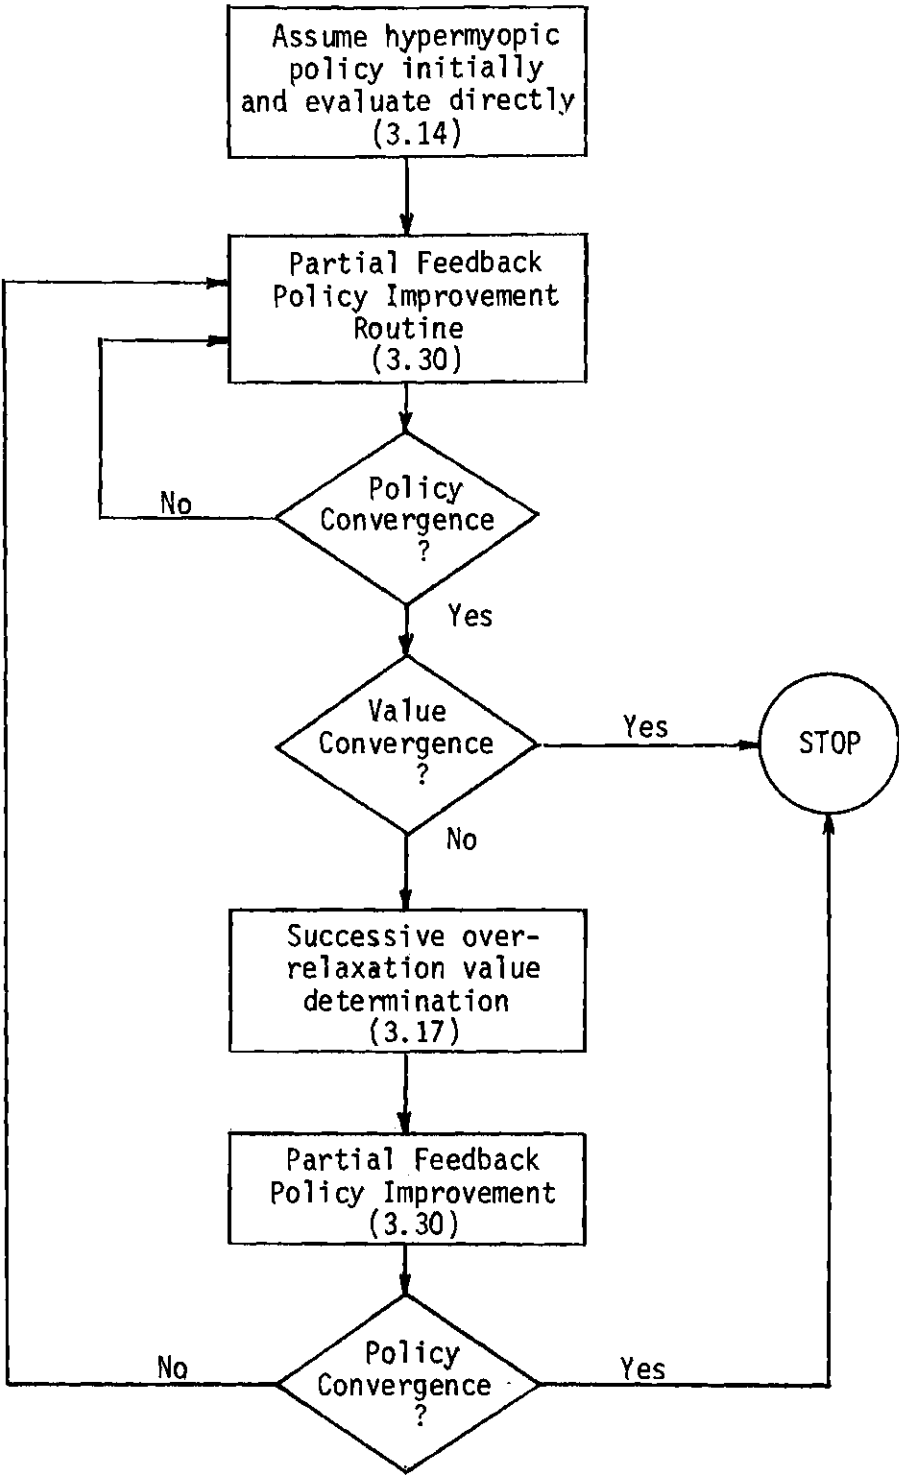 Assume hypermyopic
policy initially
and evaluate directly
(3.14)
Partial Feedback
Policy Improvement
Routine
(3.30)
Policy
Convergence
?
No
Yes
Value
Convergence
?
Yes
STOP
No
Successive over-
relaxation value
determination
(3.17)
Partial Feedback
Policy Improvement
(3.30)
Policy
Convergence
?
No
Yes